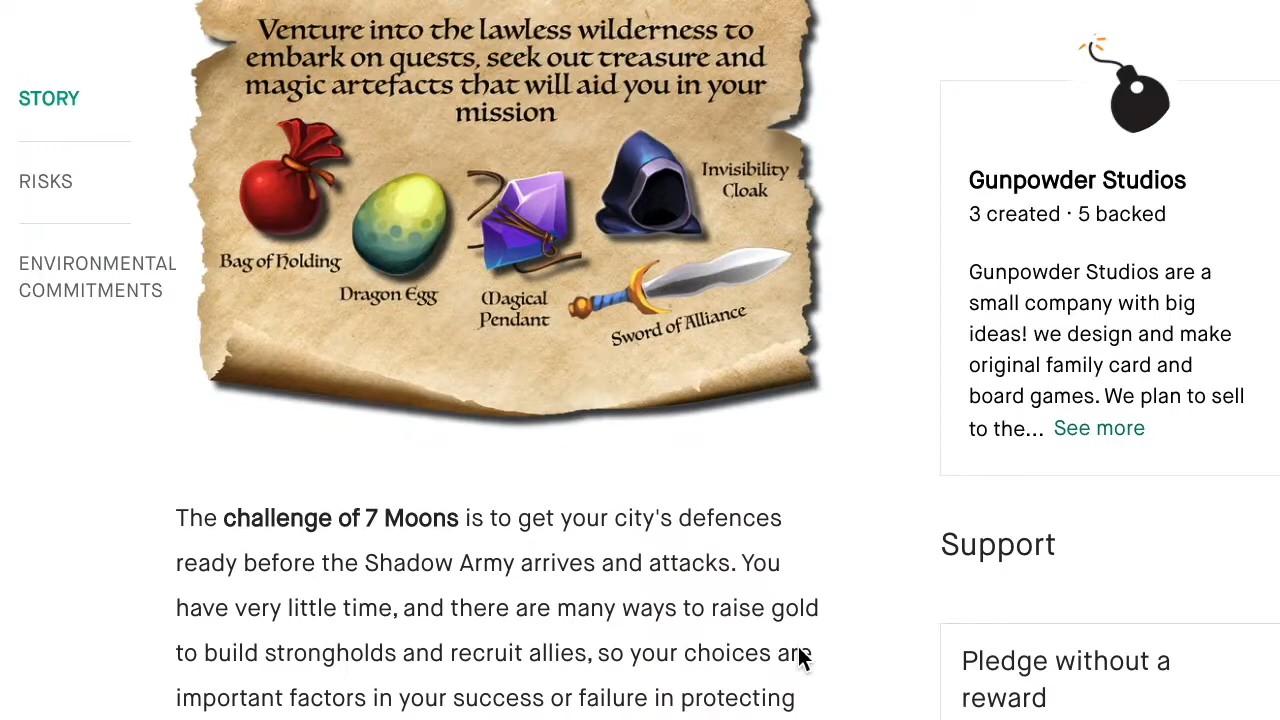 Venture into the lawless wilderness to
embark on quests, seek out treasure and
magic artefacts that will aid you in your
mission
STORY
RISKS
ENVIRONMENTAL
COMMITMENTS
Invisibility
Cloak
Bag of Holding
Dragon Egg
Magical
Pendant
Sword of Alliance
The challenge of 7 Moons is to get your city's defences
ready before the Shadow Army arrives and attacks. You
have very little time, and there are many ways to raise gold
to build strongholds and recruit allies, so your choices are
important factors in your success or failure in protecting
Gunpowder Studios
3 created · 5 backed
Gunpowder Studios are a
small company with big
ideas! we design and make
original family card and
board games. We plan to sell
to the... See more
Support
Pledge without a
reward